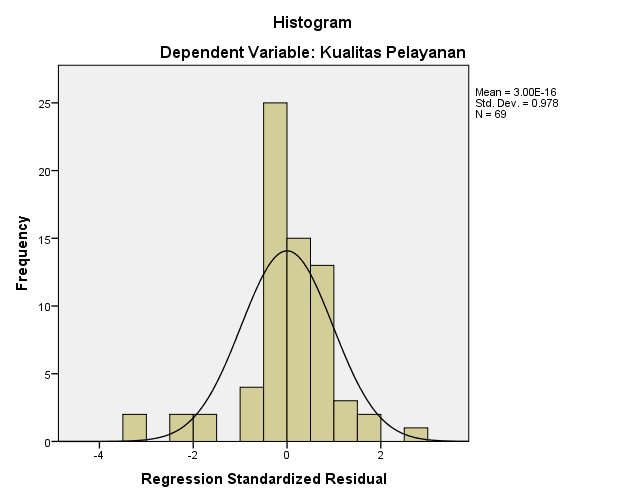 Histogram
Dependent Variable: Kualitas Pelayanan
Mean = 3.00E-16
Std. Dev. = 0.978
N = 69
Frequency
25
20
15
10
5
0
-4 -2 0 2
Regression Standardized Residual